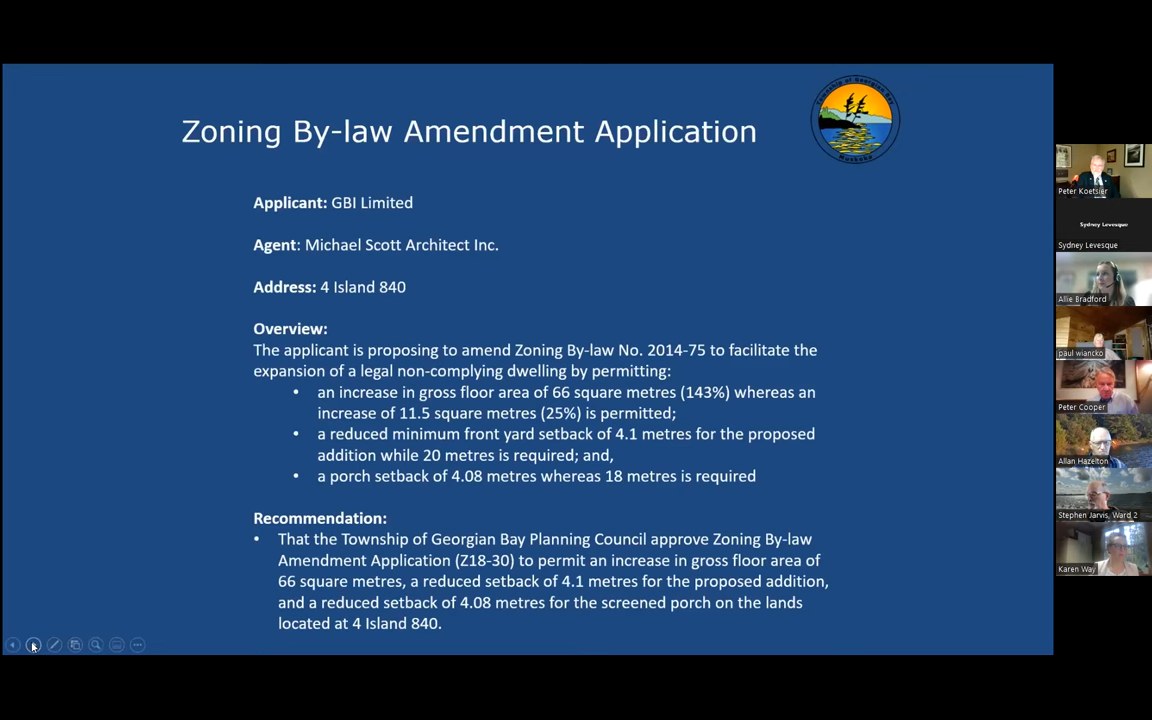 Zoning By-law Amendment Application
Township of Georgian Bay
Muskoka
Applicant: GBI Limited
Agent: Michael Scott Architect Inc.
Address: 4 Island 840
Overview:
The applicant is proposing to amend Zoning By-law No. 2014-75 to facilitate the
expansion of a legal non-complying dwelling by permitting:
• an increase in gross floor area of 66 square metres (143%) whereas an
increase of 11.5 square metres (25%) is permitted;
• a reduced minimum front yard setback of 4.1 metres for the proposed
addition while 20 metres is required; and,
• a porch setback of 4.08 metres whereas 18 metres is required
Recommendation:
• That the Township of Georgian Bay Planning Council approve Zoning By-law
Amendment Application (Z18-30) to permit an increase in gross floor area of
66 square metres, a reduced setback of 4.1 metres for the proposed addition,
and a reduced setback of 4.08 metres for the screened porch on the lands
located at 4 Island 840.
Peter Koetsier
Sydney Levesque
Sydney Levesque
Allie Bradford
paul wiancko
Peter Cooper
Allan Hazelton
Stephen Jarvis, Ward 2
Karen Way